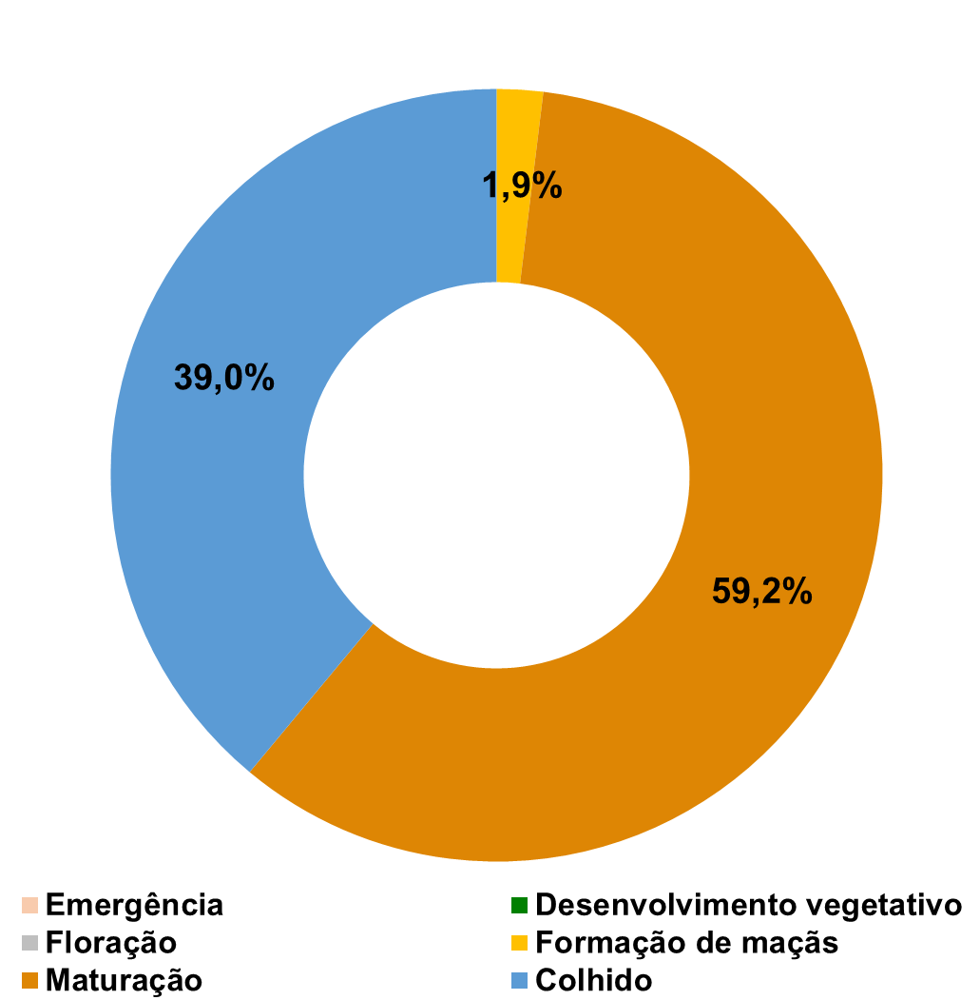 1,9%
39,0%
59,2%
Emergência
Desenvolvimento vegetativo
Floração
Formação de maçãs
Maturação
Colhido